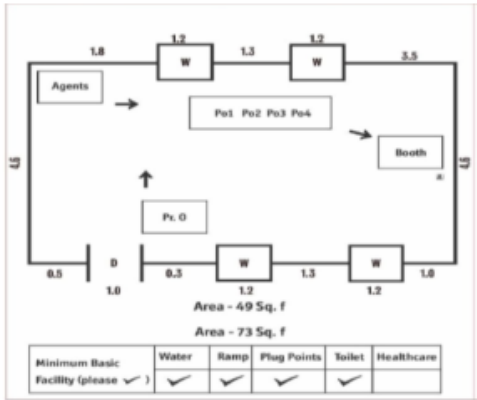 1.2 1.2
1.8 1.3 3.5
W W
Agents
Po1 Po2 Po3 Po4
Booth
4.6 4.6
Pr. O
D W W
0.5 0.3 1.3 1.0
1.0 1.2 1.2
Area - 49 Sq. f
Area - 73 Sq. f
Minimum Basic Facility (please ✓ ) Water Ramp Plug Points Toilet Healthcare
✓ ✓ ✓ ✓